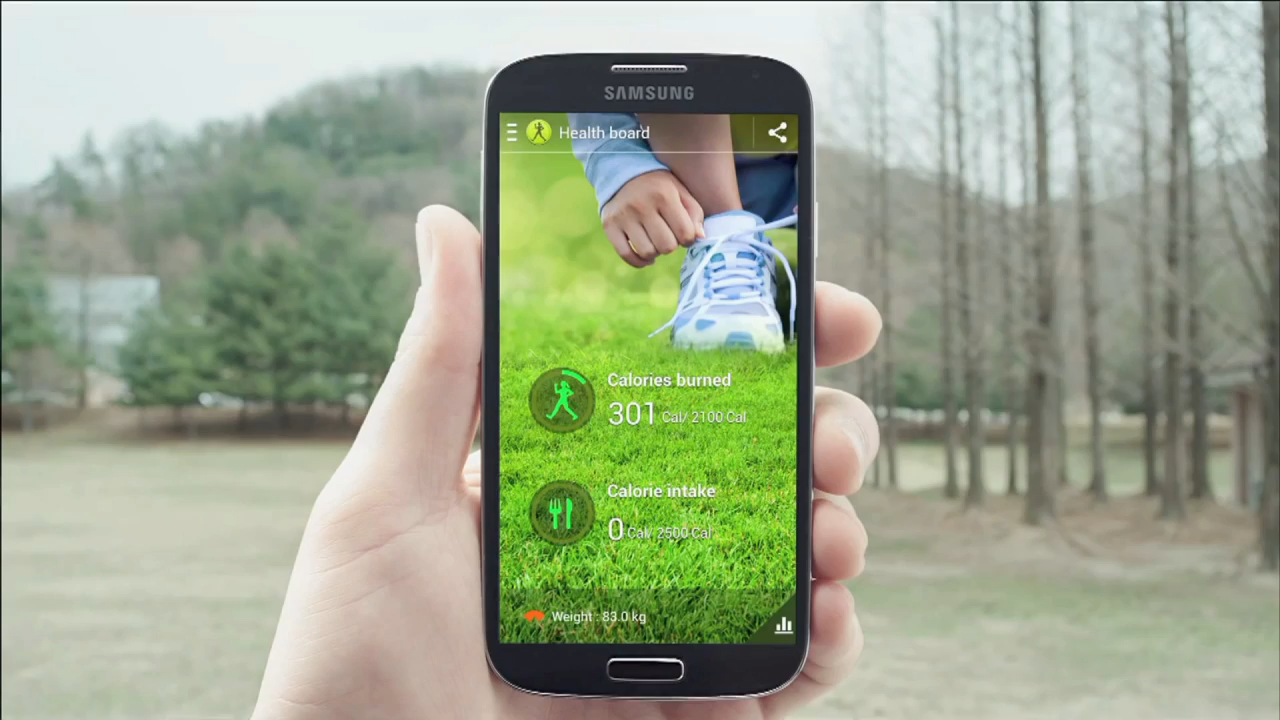 SAMSUNG
Health board
Calories burned
301 Cal/ 2100 Cal
Calorie intake
0 Cal/ 2500 Cal
Weight : 83.0 kg